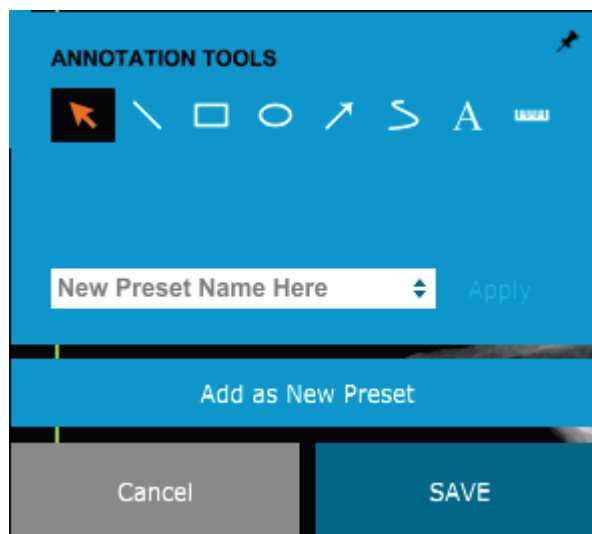 ANNOTATION TOOLS
A
New Preset Name Here
Apply
Add as New Preset
Cancel
SAVE